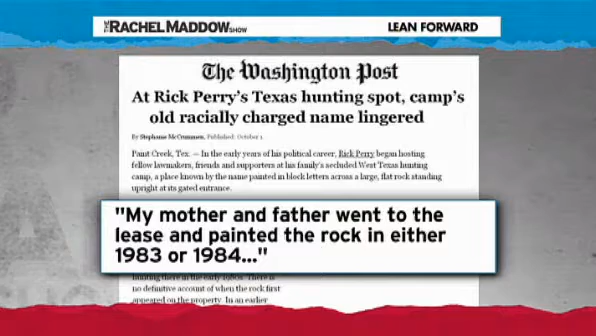 THE RACHEL MADDOW SHOW
LEAN FORWARD
The Washington Post
At Rick Perry's Texas hunting spot, camp's
old racially charged name lingered
By Stephanie McCrummen, Published: October 1
Paint Creek, Tex. — In the early years of his political career, Rick Perry began hosting
fellow lawmakers, friends and supporters at his family's secluded West Texas hunting
camp, a place known by the name painted in block letters across a large, flat rock standing
upright at its gated entrance.
"My mother and father went to the
lease and painted the rock in either
1983 or 1984..."
hunting there in the early 1980s. There is
no definitive account of when the rock first
appeared on the property. In an earlier